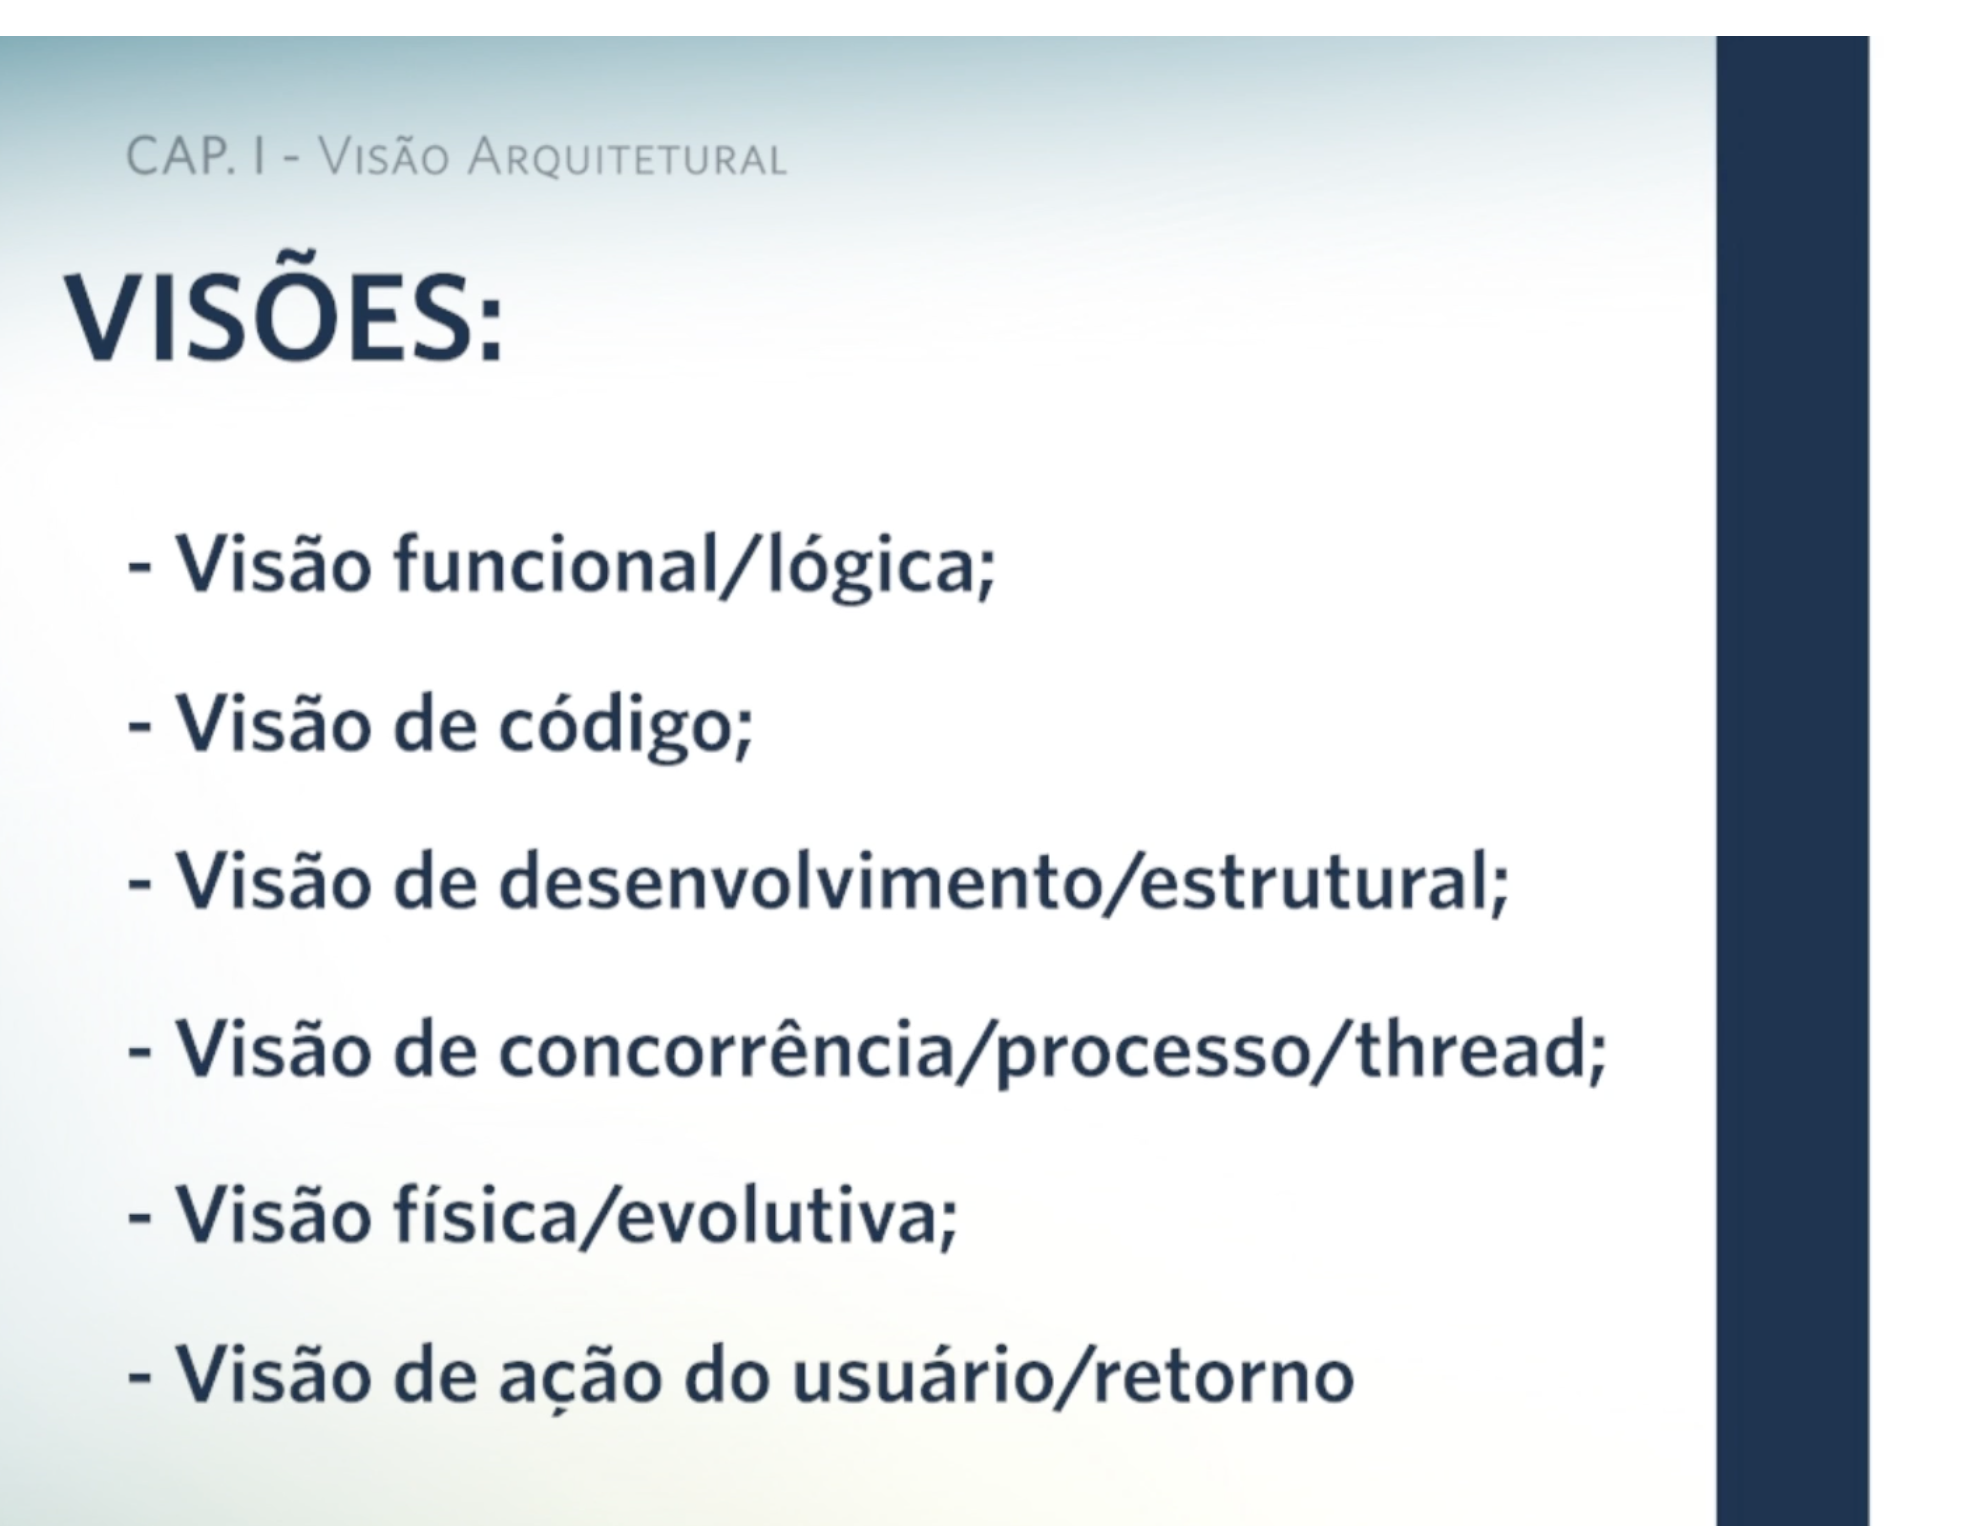 CAP. I - Visão Arquitetural
VISÕES:
- Visão funcional/lógica;
- Visão de código;
- Visão de desenvolvimento/estrutural;
- Visão de concorrência/processo/thread;
- Visão física/evolutiva;
- Visão de ação do usuário/retorno